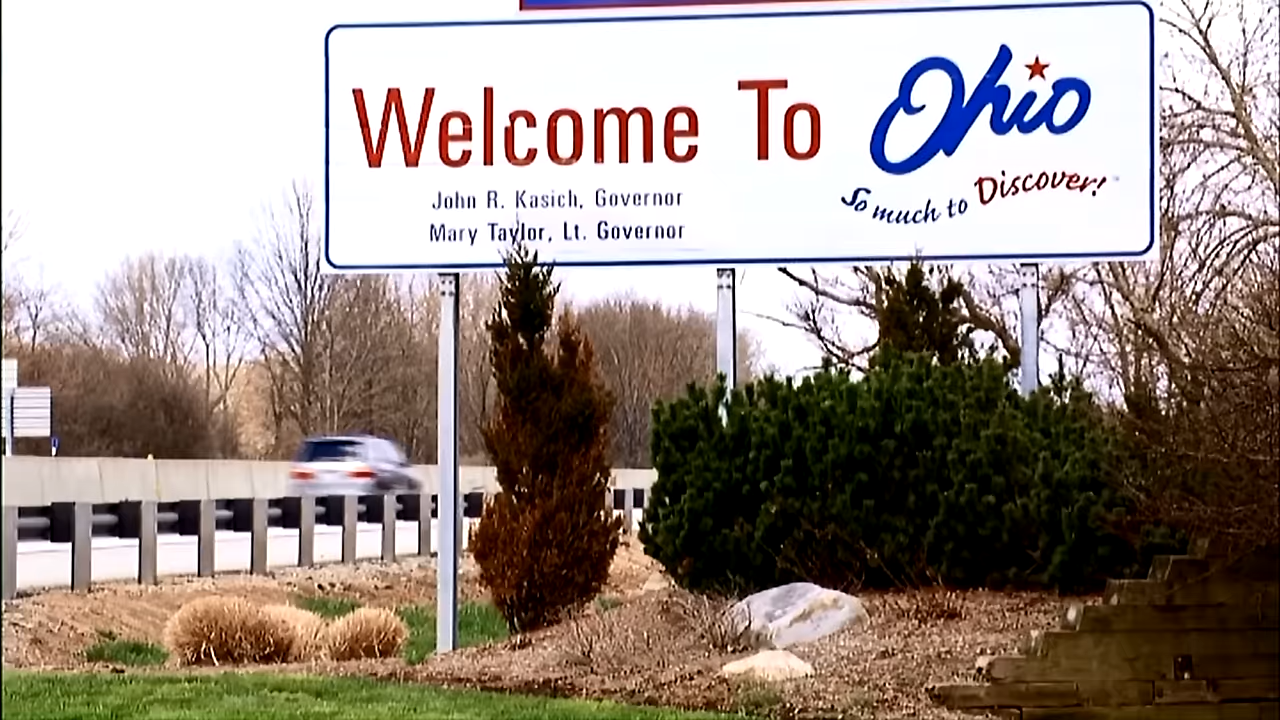 Welcome To Ohio
So much to Discover!
John R. Kasich, Governor
Mary Taylor, Lt. Governor